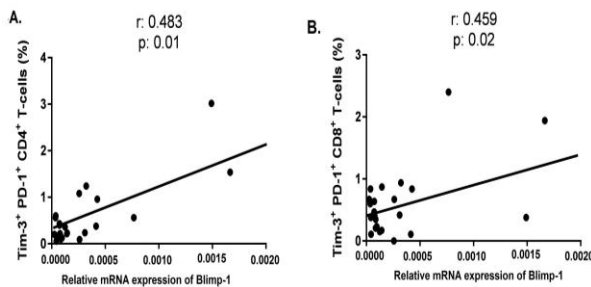 A.
r: 0.483
p: 0.01
Tim-3⁺ PD-1⁺ CD4⁺ T-cells (%)
4
3
2
1
0
0.0000 0.0005 0.0010 0.0015 0.0020
Relative mRNA expression of Blimp-1
B.
r: 0.459
p: 0.02
Tim-3⁺ PD-1⁺ CD8⁺ T-cells (%)
3
2
1
0
0.0000 0.0005 0.0010 0.0015 0.0020
Relative mRNA expression of Blimp-1